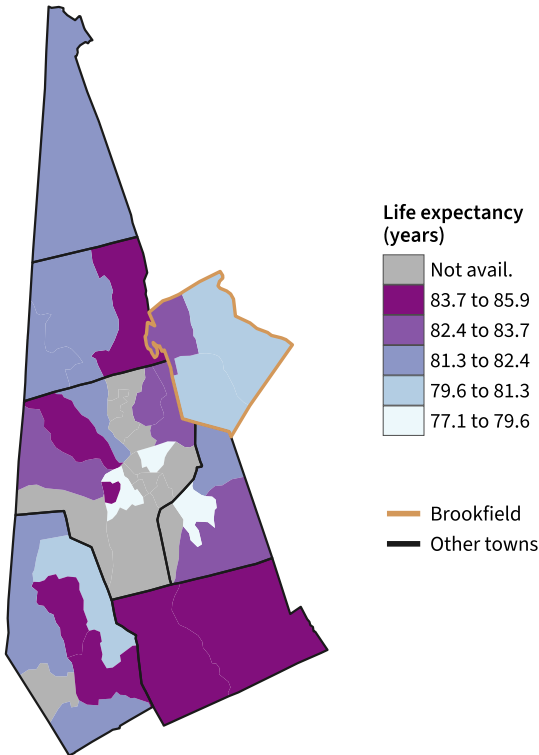 Life expectancy
(years)
Not avail.
83.7 to 85.9
82.4 to 83.7
81.3 to 82.4
79.6 to 81.3
77.1 to 79.6
Brookfield
Other towns